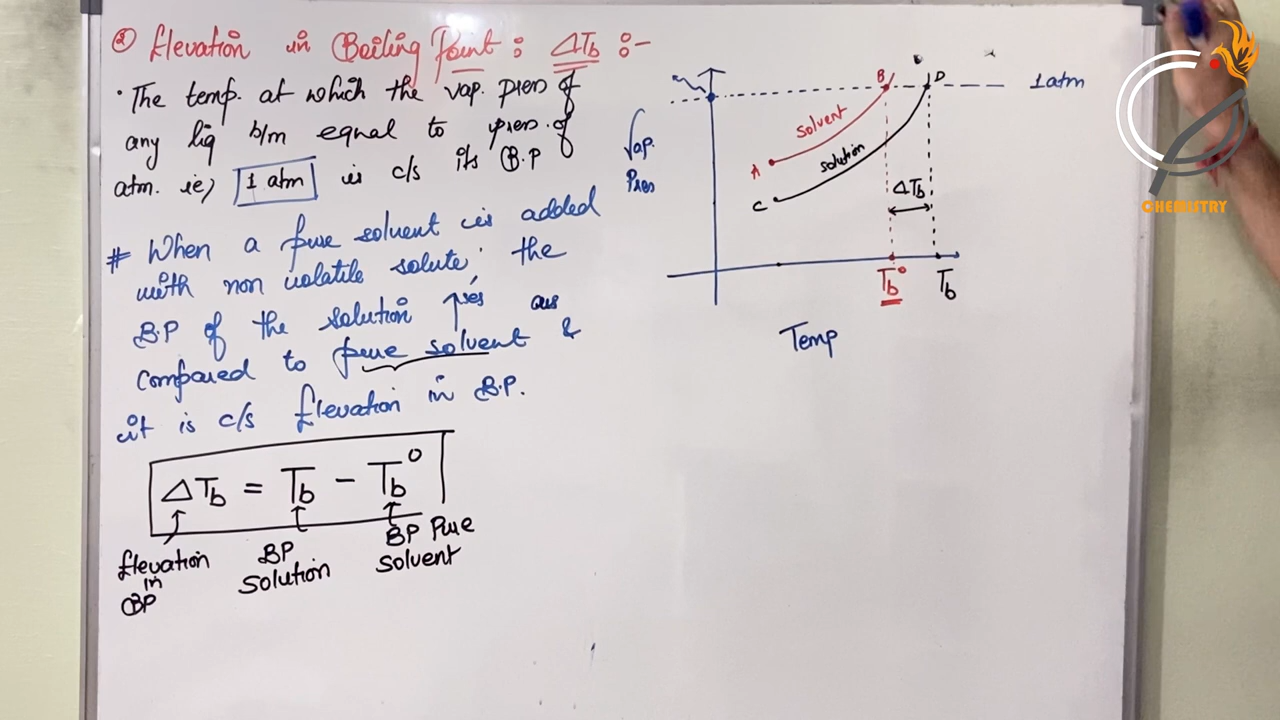 ② Elevation in Boiling Point : ΔTb :-
· The temp. at which the vap. pres of
any liq b/m equal to pres. of
atm. ie) 1 atm is c/s its B.P
# When a pure solvent is added
with non volatile solute, the
B.P of the solution ↑es as
compared to pure solvent &
it is c/s Elevation in B.P.
ΔTb = Tb - Tb°
Elevation in BP
BP solution
BP Pure solvent
Vap. Pres
1 atm
A
B
C
D
solvent
solution
ΔTb
Tb°
Tb
Temp
CHEMISTRY